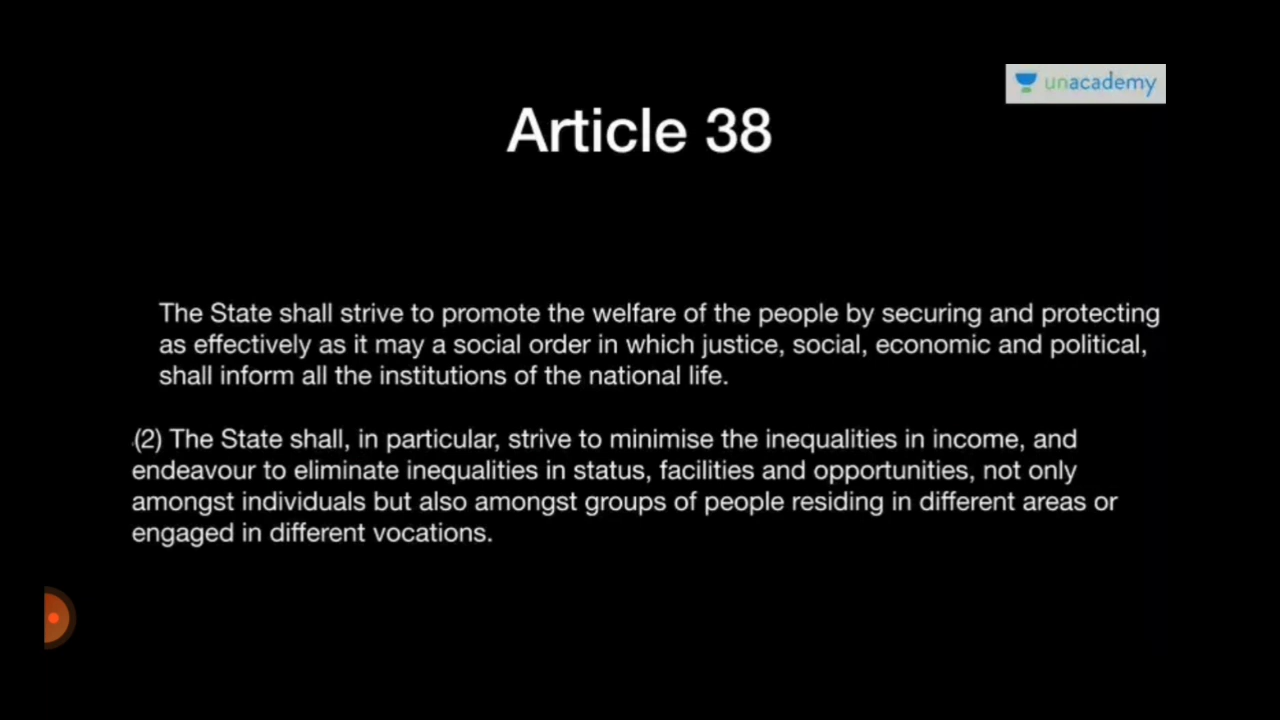 unacademy
Article 38
The State shall strive to promote the welfare of the people by securing and protecting
as effectively as it may a social order in which justice, social, economic and political,
shall inform all the institutions of the national life.
(2) The State shall, in particular, strive to minimise the inequalities in income, and
endeavour to eliminate inequalities in status, facilities and opportunities, not only
amongst individuals but also amongst groups of people residing in different areas or
engaged in different vocations.